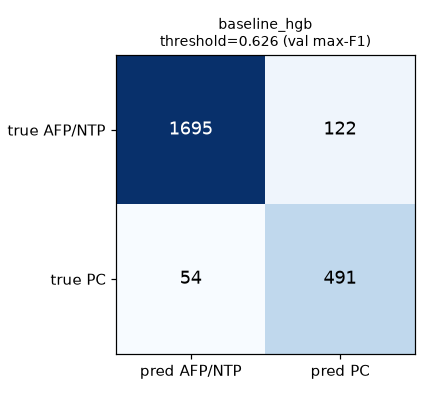 baseline_hgb
threshold=0.626 (val max-F1)
true AFP/NTP
1695
122
true PC
54
491
pred AFP/NTP
pred PC